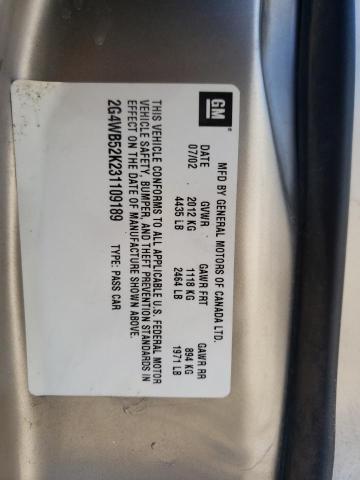 GM
MFD BY GENERAL MOTORS OF CANADA LTD.
DATE GVWR GAWR FRT GAWR RR
07/02 2012 KG 1118 KG 894 KG
4435 LB 2464 LB 1971 LB
THIS VEHICLE CONFORMS TO ALL APPLICABLE U.S. FEDERAL MOTOR
VEHICLE SAFETY, BUMPER, AND THEFT PREVENTION STANDARDS IN
EFFECT ON THE DATE OF MANUFACTURE SHOWN ABOVE.
2G4WB52K231109189 TYPE: PASS CAR